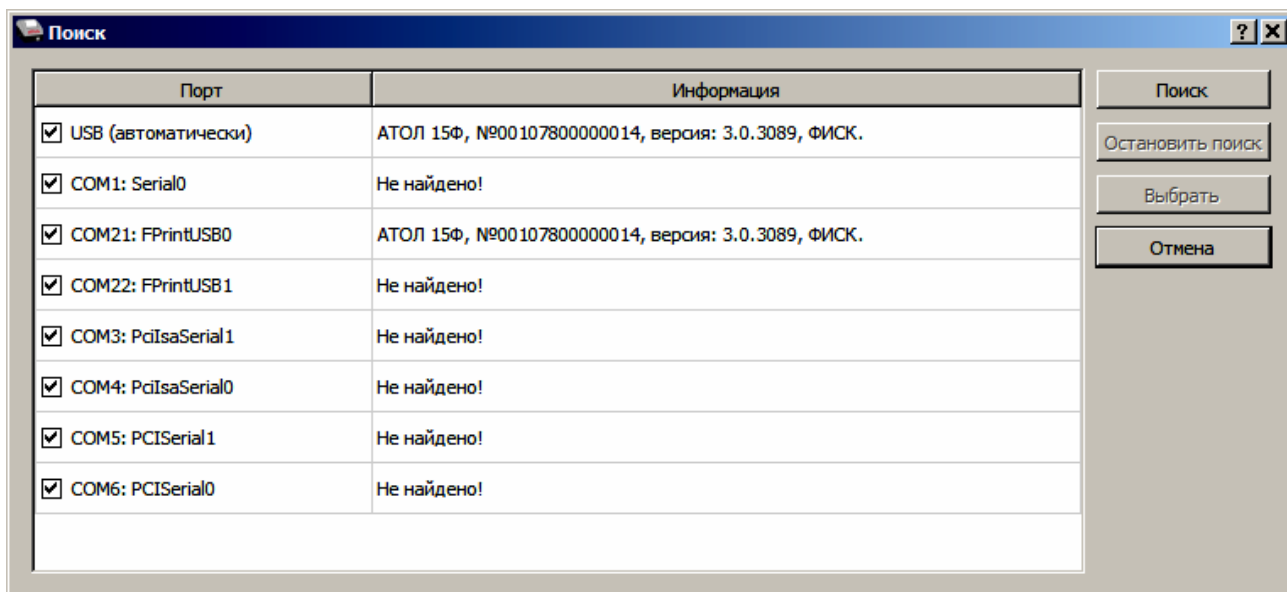 Поиск
Порт Информация Поиск
USB (автоматически) АТОЛ 15Ф, №00107800000014, версия: 3.0.3089, ФИСК.
Остановить поиск
COM1: Serial0 Не найдено!
Выбрать
COM21: FPrintUSB0 АТОЛ 15Ф, №00107800000014, версия: 3.0.3089, ФИСК.
Отмена
COM22: FPrintUSB1 Не найдено!
COM3: PciIsaSerial1 Не найдено!
COM4: PciIsaSerial0 Не найдено!
COM5: PCISerial1 Не найдено!
COM6: PCISerial0 Не найдено!